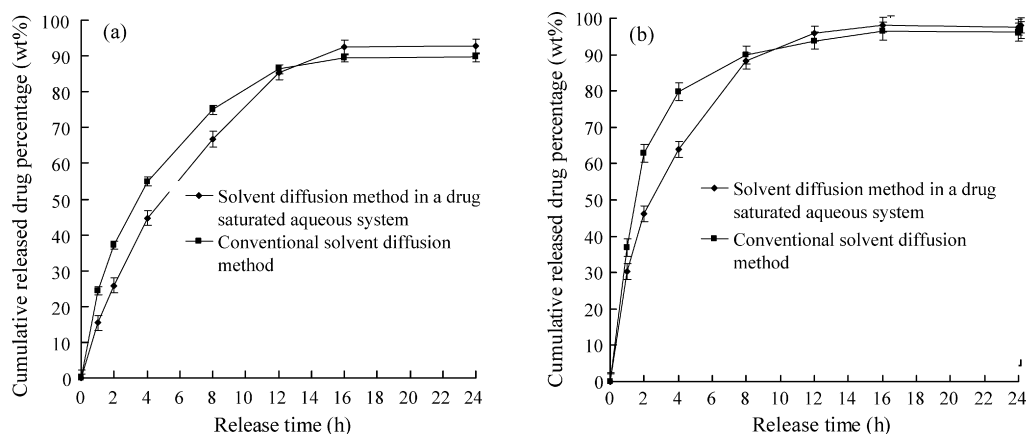 (a)
Cumulative released drug percentage (wt%)
100
90
80
70
60
50
40
30
20
10
0
Solvent diffusion method in a drug
saturated aqueous system
Conventional solvent diffusion
method
0 2 4 6 8 10 12 14 16 18 20 22 24
Release time (h)
(b)
Cumulative released drug percentage (wt%)
100
90
80
70
60
50
40
30
20
10
0
Solvent diffusion method in a drug
saturated aqueous system
Conventional solvent diffusion
method
0 2 4 6 8 10 12 14 16 18 20 22 24
Release time (h)